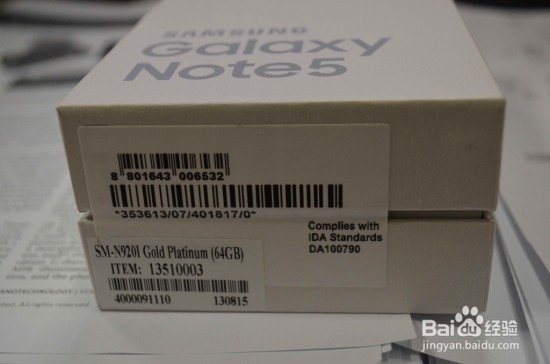 SAMSUNG
Galaxy
Note5
8 801643 006532
*353613/07/401817/0*
Complies with
IDA Standards
DA100790
SM-N920I Gold Platinum (64GB)
ITEM: 13510003
4000091110 130815
Baidu 经验
jingyan.baidu.com